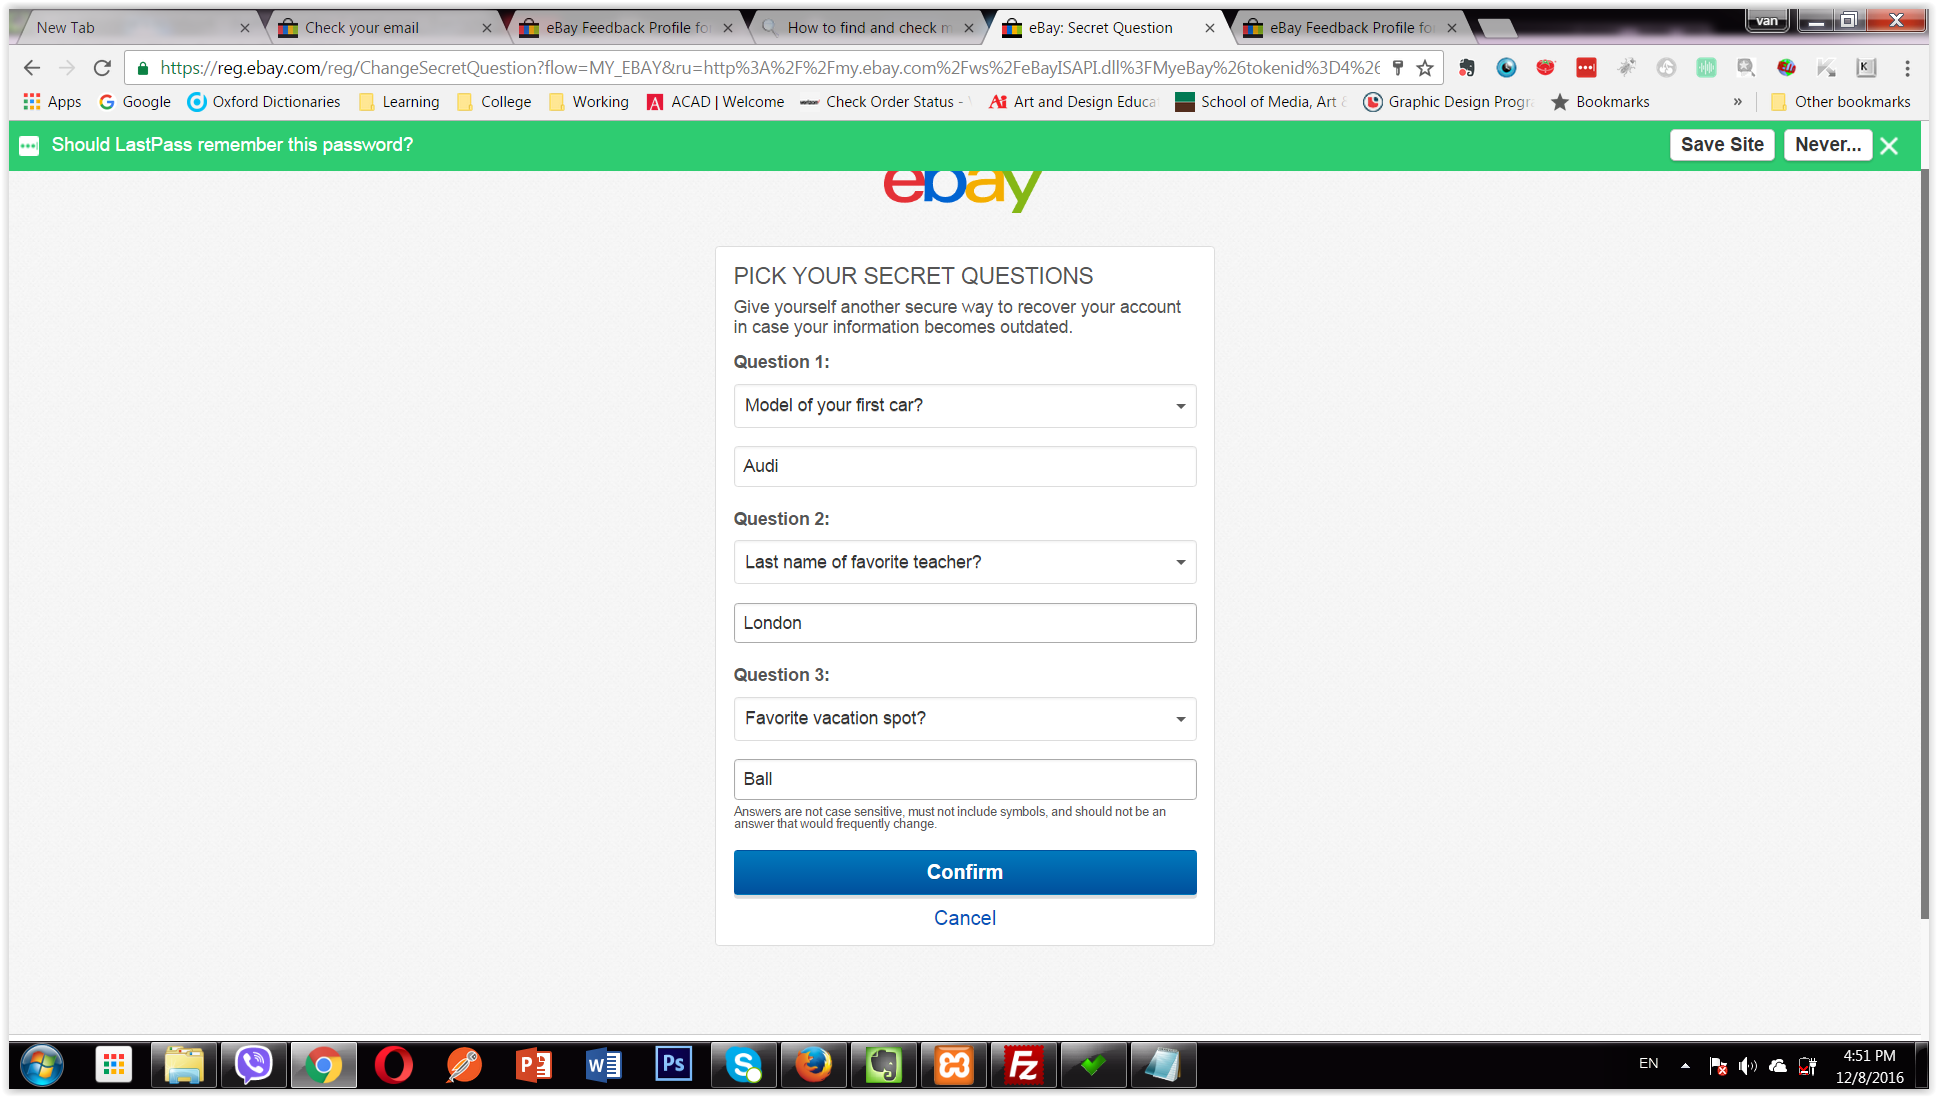 New Tab
Check your email
eBay Feedback Profile fo
How to find and check m
eBay: Secret Question
eBay Feedback Profile fo
van
https://reg.ebay.com/reg/ChangeSecretQuestion?flow=MY_EBAY&ru=http%3A%2F%2Fmy.ebay.com%2Fws%2FeBayISAPI.dll%3FMyeBay%26tokenid%3D4%26
Apps
Google
Oxford Dictionaries
Learning
College
Working
ACAD | Welcome
Check Order Status -
Art and Design Educa
School of Media, Art &
Graphic Design Progr
Bookmarks
»
Other bookmarks
Should LastPass remember this password?
Save Site
Never...
ebay
PICK YOUR SECRET QUESTIONS
Give yourself another secure way to recover your account
in case your information becomes outdated.
Question 1:
Model of your first car?
Audi
Question 2:
Last name of favorite teacher?
London
Question 3:
Favorite vacation spot?
Ball
Answers are not case sensitive, must not include symbols, and should not be an
answer that would frequently change.
Confirm
Cancel
EN
4:51 PM
12/8/2016